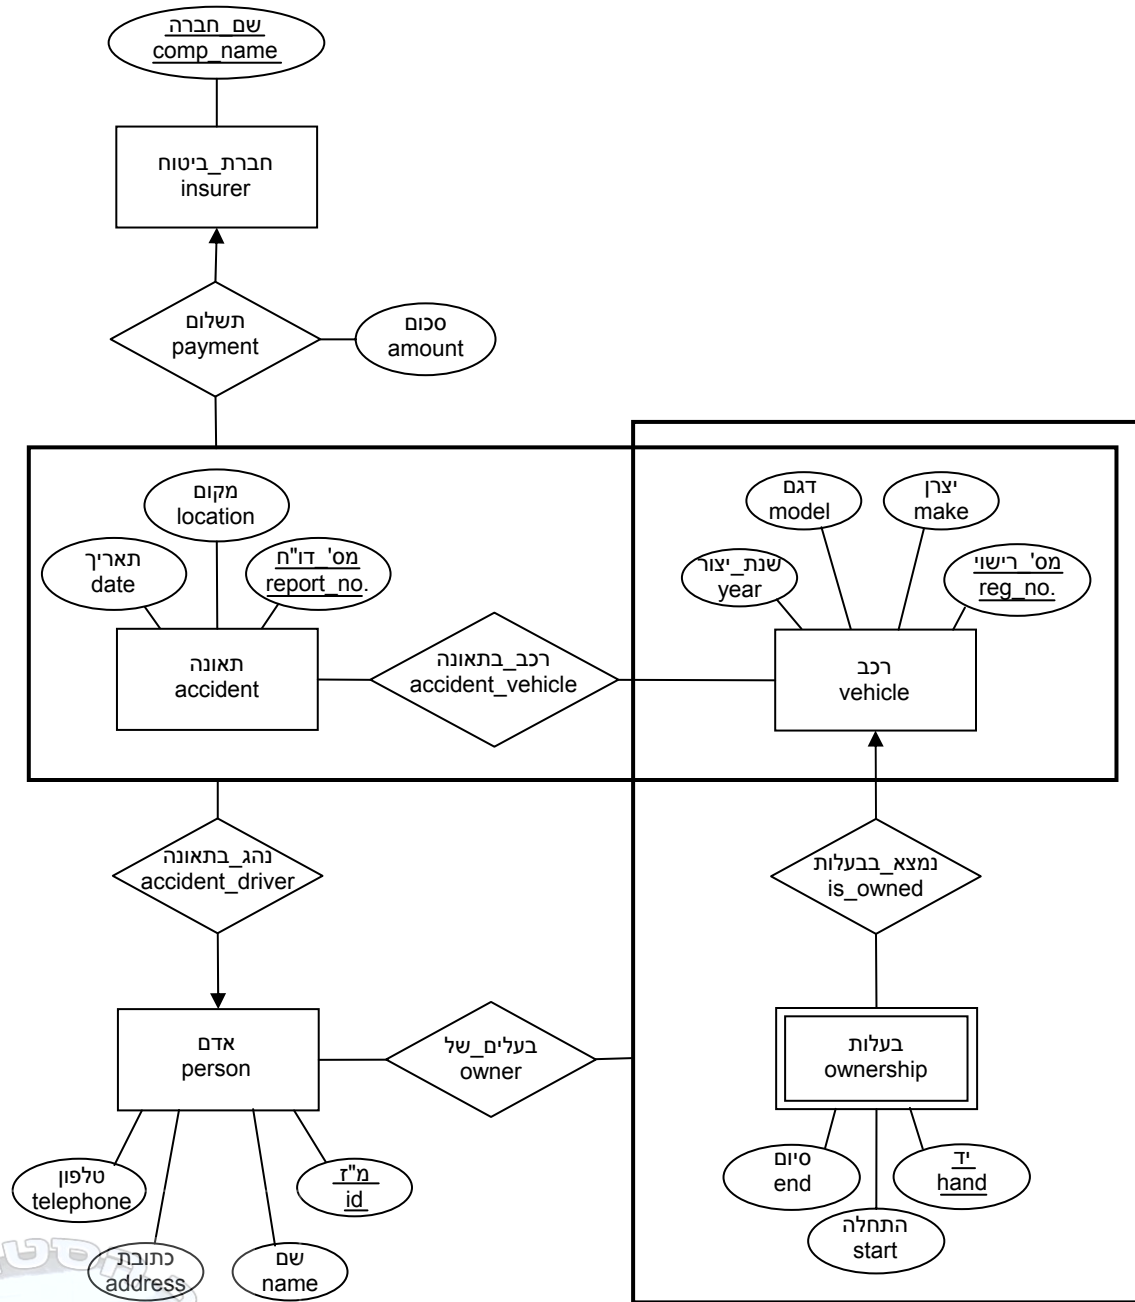 שם_חברה
comp_name
חברת_ביטוח
insurer
תשלום
payment
סכום
amount
מקום
location
תאריך
date
מס'_דו"ח
report_no.
דגם
model
יצרן
make
שנת_יצור
year
מס'_רישוי
reg_no.
תאונה
accident
רכב_בתאונה
accident_vehicle
רכב
vehicle
נהג_בתאונה
accident_driver
נמצא_בבעלות
is_owned
אדם
person
בעלים_של
owner
בעלות
ownership
טלפון
telephone
כתובת
address
שם
name
מ"ז
id
סיום
end
התחלה
start
יד
hand